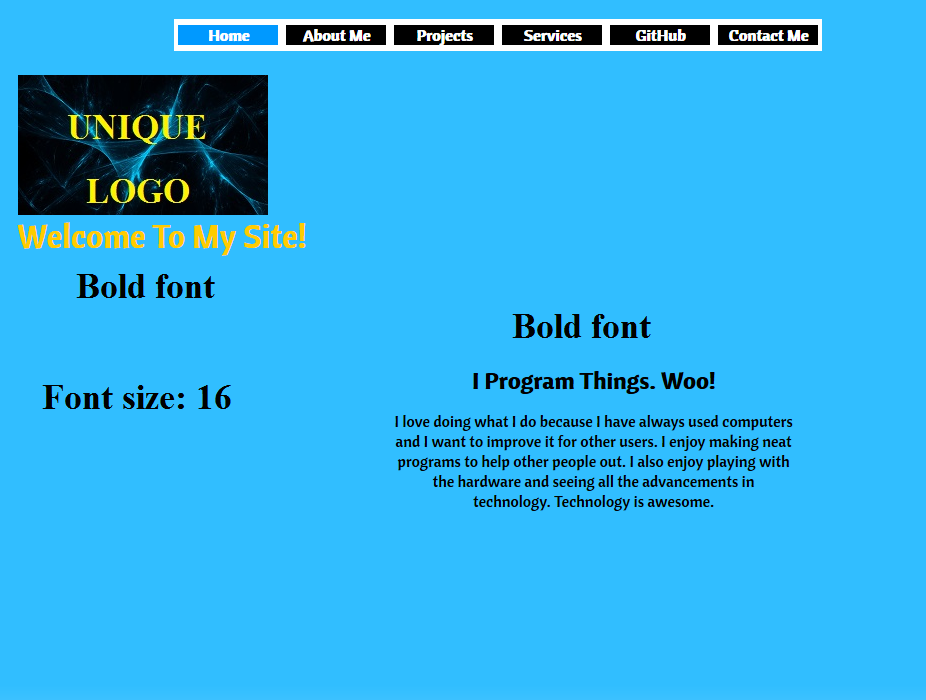 Home About Me Projects Services GitHub Contact Me
UNIQUE
LOGO
Welcome To My Site!
Bold font
Font size: 16
Bold font
I Program Things. Woo!
I love doing what I do because I have always used computers
and I want to improve it for other users. I enjoy making neat
programs to help other people out. I also enjoy playing with
the hardware and seeing all the advancements in
technology. Technology is awesome.